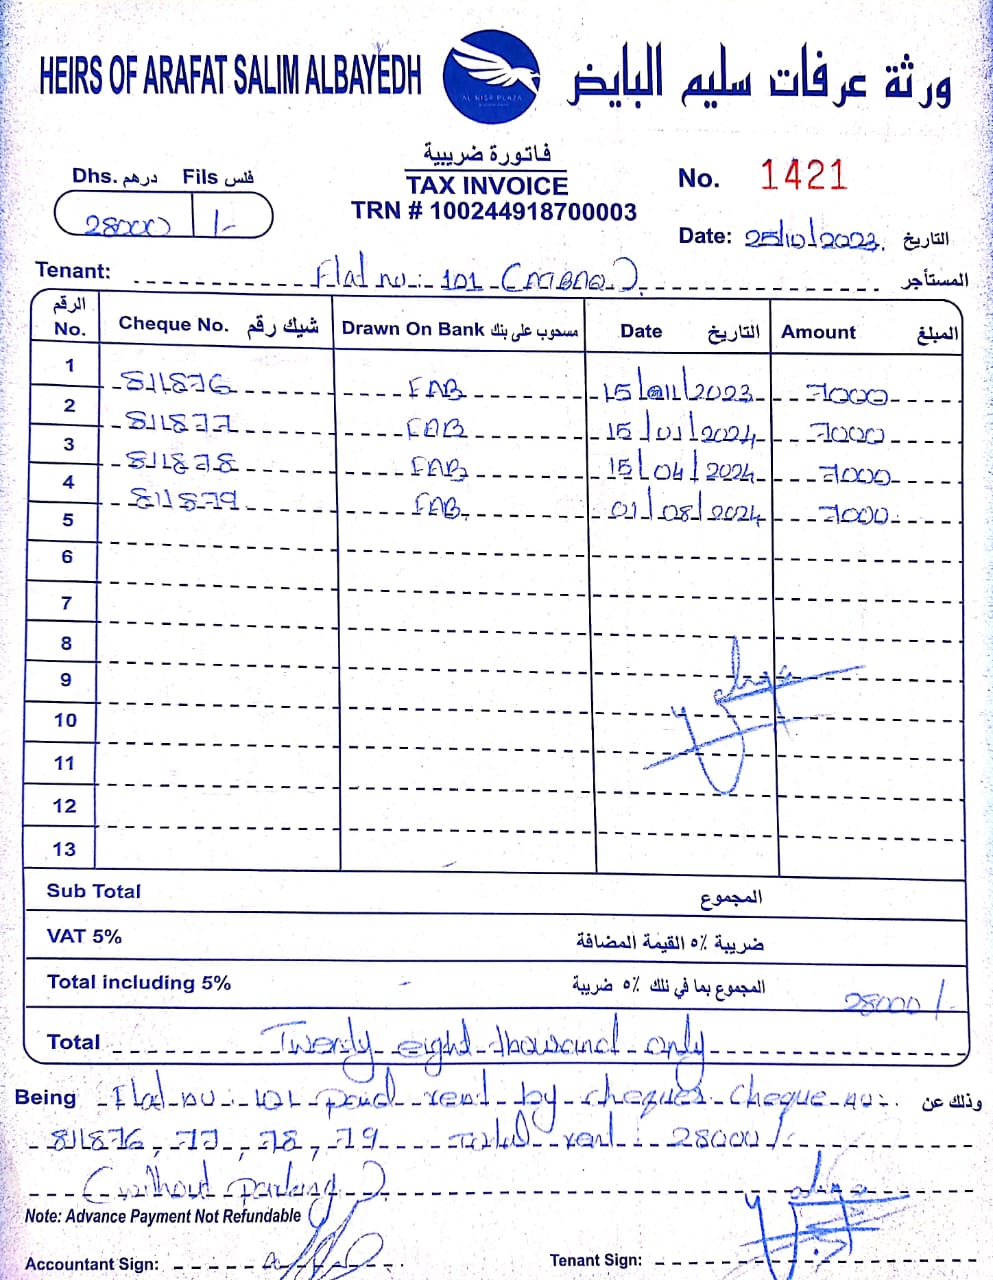 HEIRS OF ARAFAT SALIM ALBAYEDH
AL NISR PLAZA
ورثة عرفات سليم البايض
فاتورة ضريبية
TAX INVOICE
TRN # 100244918700003
Dhs. درهم Fils فلس
28000 /-
No. 1421
Date: 25/10/2023 التاريخ
Tenant: Flat no: 101 المستأجر
الرقم No. Cheque No. شيك رقم Drawn On Bank مسحوب على بنك Date التاريخ Amount المبلغ
1 811876 FAB 15/01/2023 7000
2 811877 FAB 15/01/2024 7000
3 811878 FAB 15/04/2024 7000
4 811879 FAB 01/08/2024 7000
5
6
7
8
9
10
11
12
13
Sub Total المجموع
VAT 5% ضريبة ٥٪ القيمة المضافة
Total including 5% المجموع بما في ذلك ٥٪ ضريبة 28000/-
Total Twenty eight thousand only
Being Flat no: 101 paid rent by cheques cheque no: وذلك عن
811876, 77, 78, 79 Total rent: 28000/-
(without parking)
Note: Advance Payment Not Refundable
Accountant Sign: Tenant Sign: